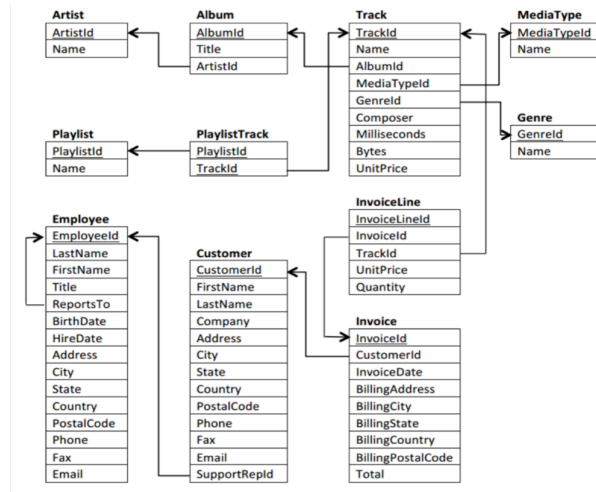 Artist
ArtistId
Name
Album
AlbumId
Title
ArtistId
Track
TrackId
Name
AlbumId
MediaTypeId
GenreId
Composer
Milliseconds
Bytes
UnitPrice
MediaType
MediaTypeId
Name
Genre
GenreId
Name
Playlist
PlaylistId
Name
PlaylistTrack
PlaylistId
TrackId
Employee
EmployeeId
LastName
FirstName
Title
ReportsTo
BirthDate
HireDate
Address
City
State
Country
PostalCode
Phone
Fax
Email
Customer
CustomerId
FirstName
LastName
Company
Address
City
State
Country
PostalCode
Phone
Fax
Email
SupportRepId
InvoiceLine
InvoiceLineId
InvoiceId
TrackId
UnitPrice
Quantity
Invoice
InvoiceId
CustomerId
InvoiceDate
BillingAddress
BillingCity
BillingState
BillingCountry
BillingPostalCode
Total